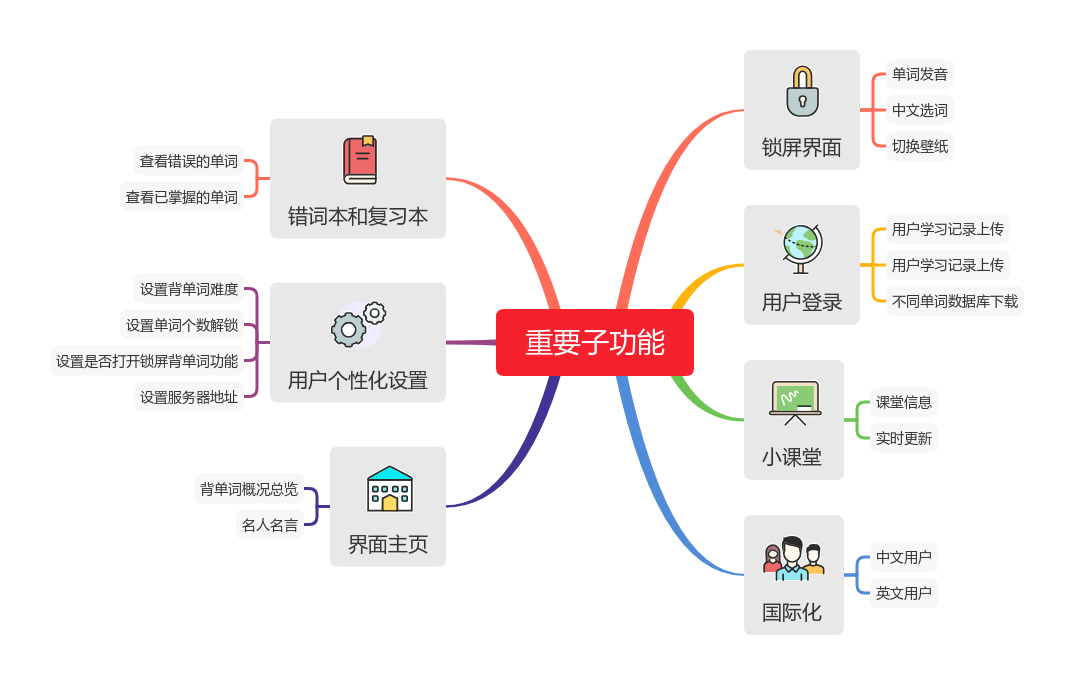 重要子功能
锁屏界面
单词发音
中文选词
切换壁纸
用户登录
用户学习记录上传
用户学习记录上传
不同单词数据库下载
小课堂
课堂信息
实时更新
国际化
中文用户
英文用户
错词本和复习本
查看错误的单词
查看已掌握的单词
用户个性化设置
设置背单词难度
设置单词个数解锁
设置是否打开锁屏背单词功能
设置服务器地址
界面主页
背单词概况总览
名人名言